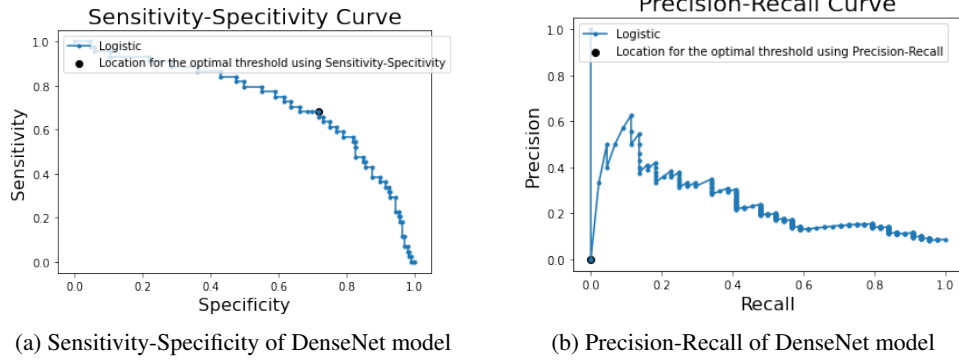 Sensitivity-Specitivity Curve
Logistic
Location for the optimal threshold using Sensitivity-Specitivity
Sensitivity
1.0
0.8
0.6
0.4
0.2
0.0
0.0 0.2 0.4 0.6 0.8 1.0
Specificity
(a) Sensitivity-Specificity of DenseNet model
Precision-Recall Curve
Logistic
Location for the optimal threshold using Precision-Recall
Precision
1.0
0.8
0.6
0.4
0.2
0.0
0.0 0.2 0.4 0.6 0.8 1.0
Recall
(b) Precision-Recall of DenseNet model